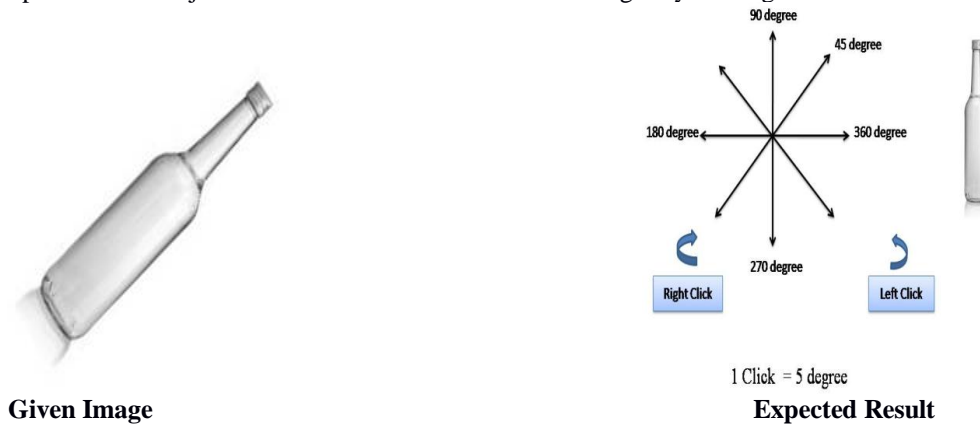 90 degree
45 degree
180 degree
360 degree
270 degree
Right Click
Left Click
1 Click = 5 degree
Given Image
Expected Result